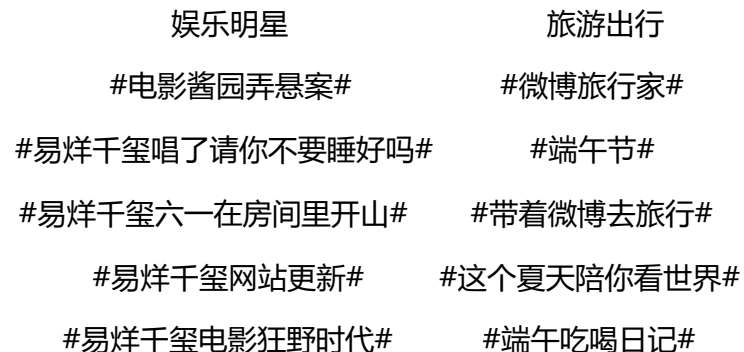 娱乐明星 旅游出行
#电影酱园弄悬案# #微博旅行家#
#易烊千玺唱了请你不要睡好吗# #端午节#
#易烊千玺六一在房间里开山# #带着微博去旅行#
#易烊千玺网站更新# #这个夏天陪你看世界#
#易烊千玺电影狂野时代# #端午吃喝日记#